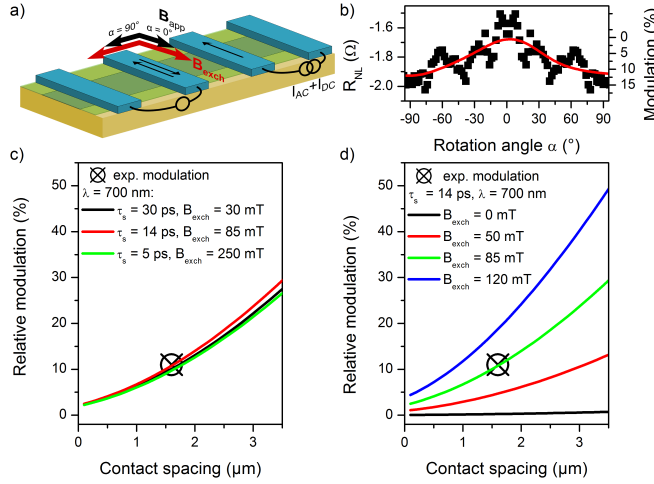 a)
α = 90°
α = 0°
B_app
B_exch
I_AC+I_DC
b)
R_NL (Ω)
-1.6
-1.8
-2.0
-90
-60
-30
0
30
60
90
Rotation angle α (°)
0
5
10
15
Modulation (%)
c)
Relative modulation (%)
50
40
30
20
10
0
exp. modulation
λ = 700 nm:
τ_s = 30 ps, B_exch = 30 mT
τ_s = 14 ps, B_exch = 85 mT
τ_s = 5 ps, B_exch = 250 mT
0
1
2
3
Contact spacing (µm)
d)
Relative modulation (%)
50
40
30
20
10
0
exp. modulation
τ_s = 14 ps, λ = 700 nm
B_exch = 0 mT
B_exch = 50 mT
B_exch = 85 mT
B_exch = 120 mT
0
1
2
3
Contact spacing (µm)